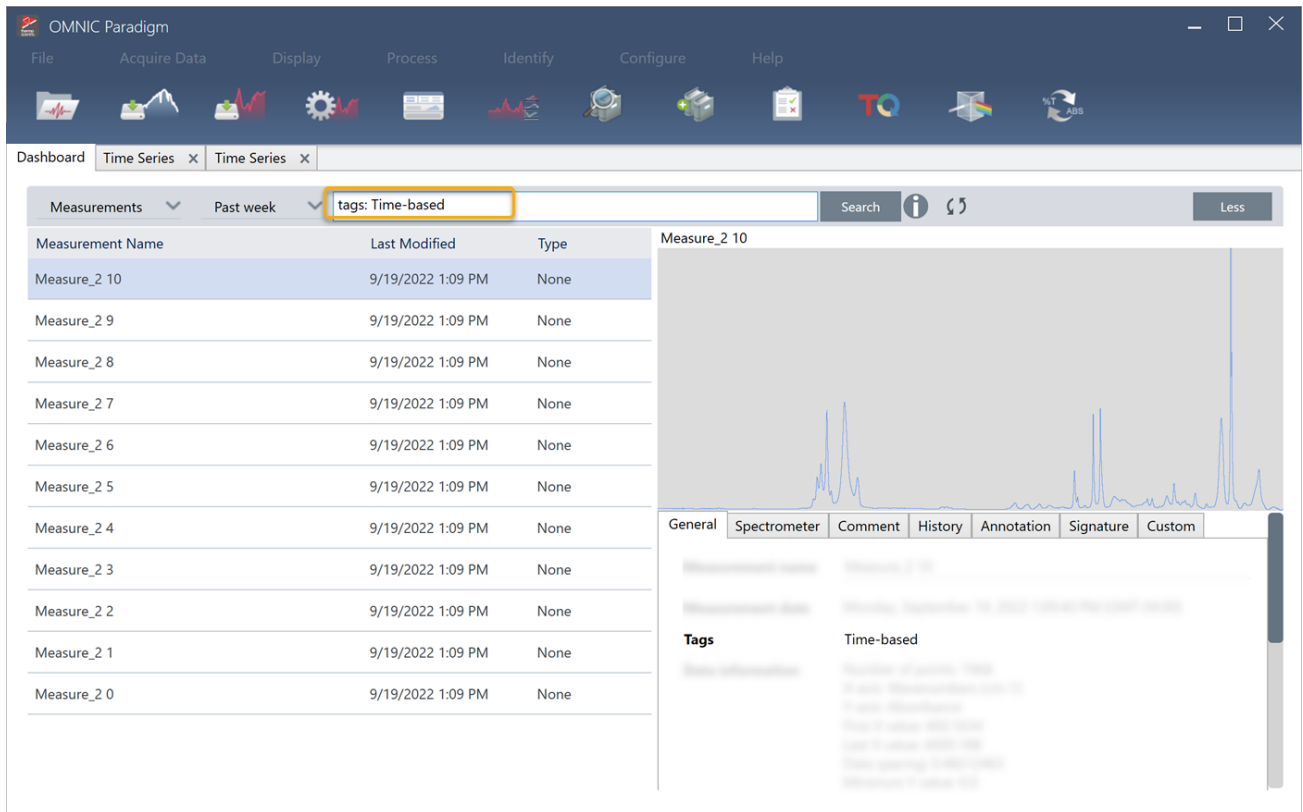 OMNIC Paradigm
File Acquire Data Display Process Identify Configure Help
TQ %T ABS
Dashboard Time Series Time Series
Measurements Past week tags: Time-based Search Less
Measurement Name Last Modified Type
Measure_2 10 9/19/2022 1:09 PM None
Measure_2 9 9/19/2022 1:09 PM None
Measure_2 8 9/19/2022 1:09 PM None
Measure_2 7 9/19/2022 1:09 PM None
Measure_2 6 9/19/2022 1:09 PM None
Measure_2 5 9/19/2022 1:09 PM None
Measure_2 4 9/19/2022 1:09 PM None
Measure_2 3 9/19/2022 1:09 PM None
Measure_2 2 9/19/2022 1:09 PM None
Measure_2 1 9/19/2022 1:09 PM None
Measure_2 0 9/19/2022 1:09 PM None
Measure_2 10
General Spectrometer Comment History Annotation Signature Custom
Tags Time-based